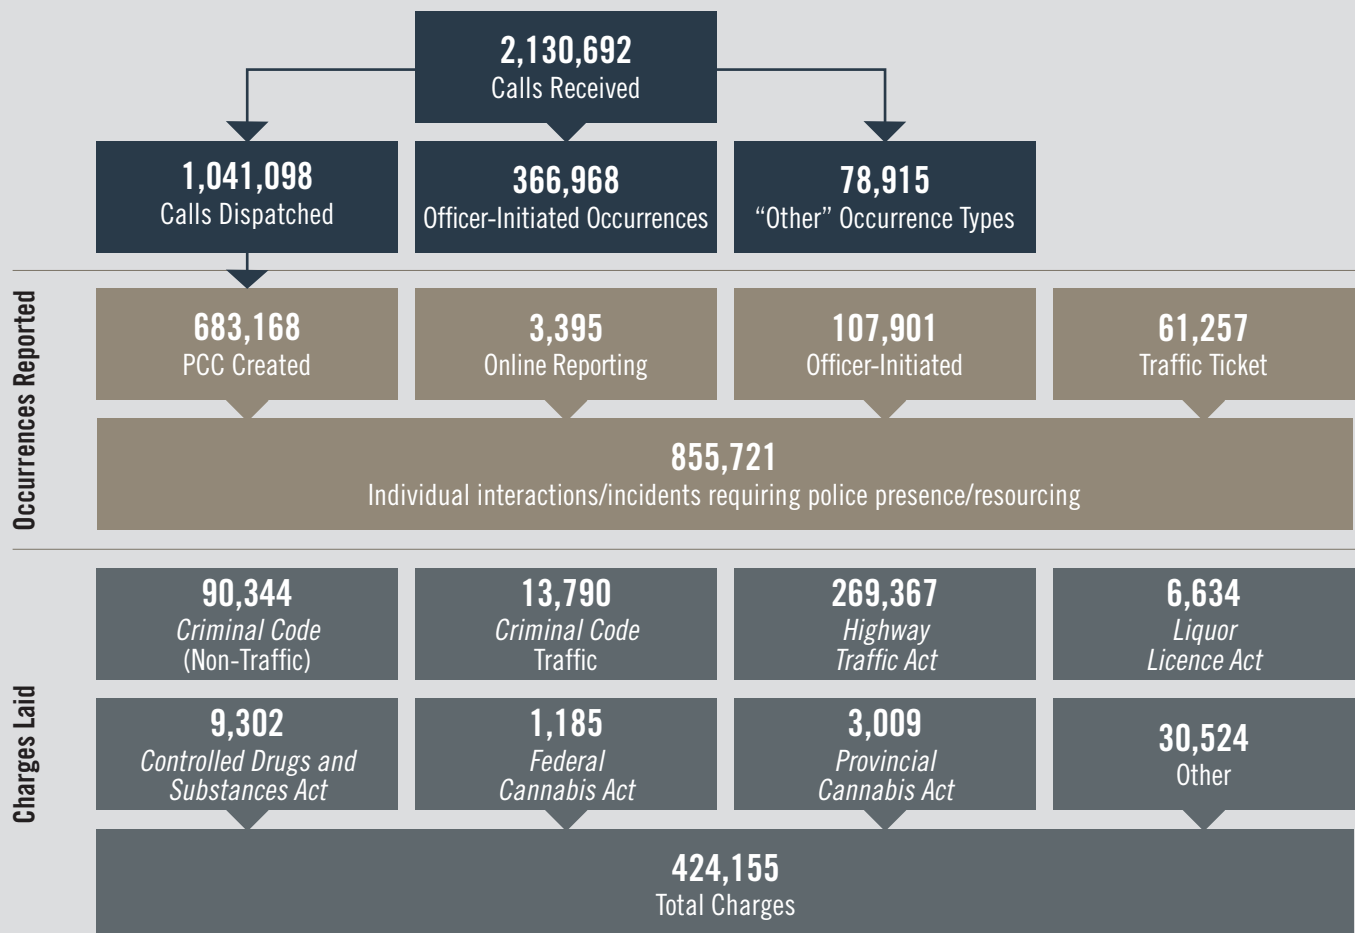 2,130,692
Calls Received
1,041,098
Calls Dispatched
366,968
Officer-Initiated Occurrences
78,915
“Other” Occurrence Types
Occurrences Reported
683,168
PCC Created
3,395
Online Reporting
107,901
Officer-Initiated
61,257
Traffic Ticket
855,721
Individual interactions/incidents requiring police presence/resourcing
Charges Laid
90,344
Criminal Code
(Non-Traffic)
13,790
Criminal Code
Traffic
269,367
Highway
Traffic Act
6,634
Liquor
Licence Act
9,302
Controlled Drugs and
Substances Act
1,185
Federal
Cannabis Act
3,009
Provincial
Cannabis Act
30,524
Other
424,155
Total Charges